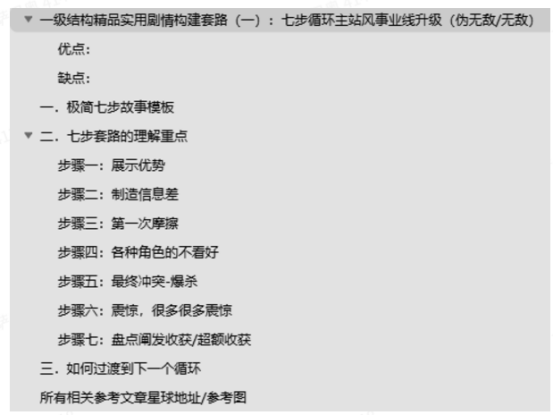 一级结构精品实用剧情构建套路（一）：七步循环主站风事业线升级（伪无敌/无敌）
优点：
缺点：
一．极简七步故事模板
二．七步套路的理解重点
步骤一：展示优势
步骤二：制造信息差
步骤三：第一次摩擦
步骤四：各种角色的不看好
步骤五：最终冲突-爆杀
步骤六：震惊，很多很多震惊
步骤七：盘点阐发收获/超额收获
三．如何过渡到下一个循环
所有相关参考文章星球地址/参考图